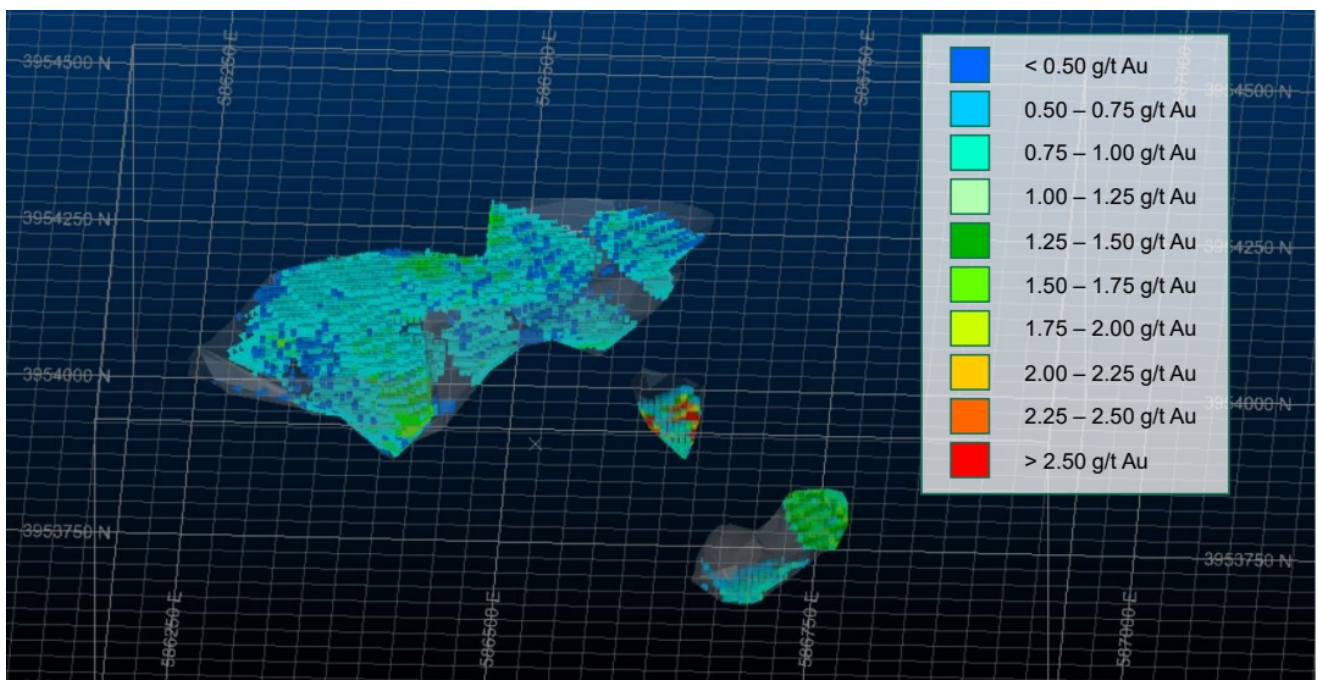 586250 E
586500 E
586750 E
587000 E
3954500 N
3954500 N
< 0.50 g/t Au
0.50 – 0.75 g/t Au
0.75 – 1.00 g/t Au
1.00 – 1.25 g/t Au
1.25 – 1.50 g/t Au
1.50 – 1.75 g/t Au
1.75 – 2.00 g/t Au
2.00 – 2.25 g/t Au
2.25 – 2.50 g/t Au
> 2.50 g/t Au
3954250 N
3954250 N
3954000 N
3954000 N
3953750 N
3953750 N
586250 E
586500 E
586750 E
587000 E